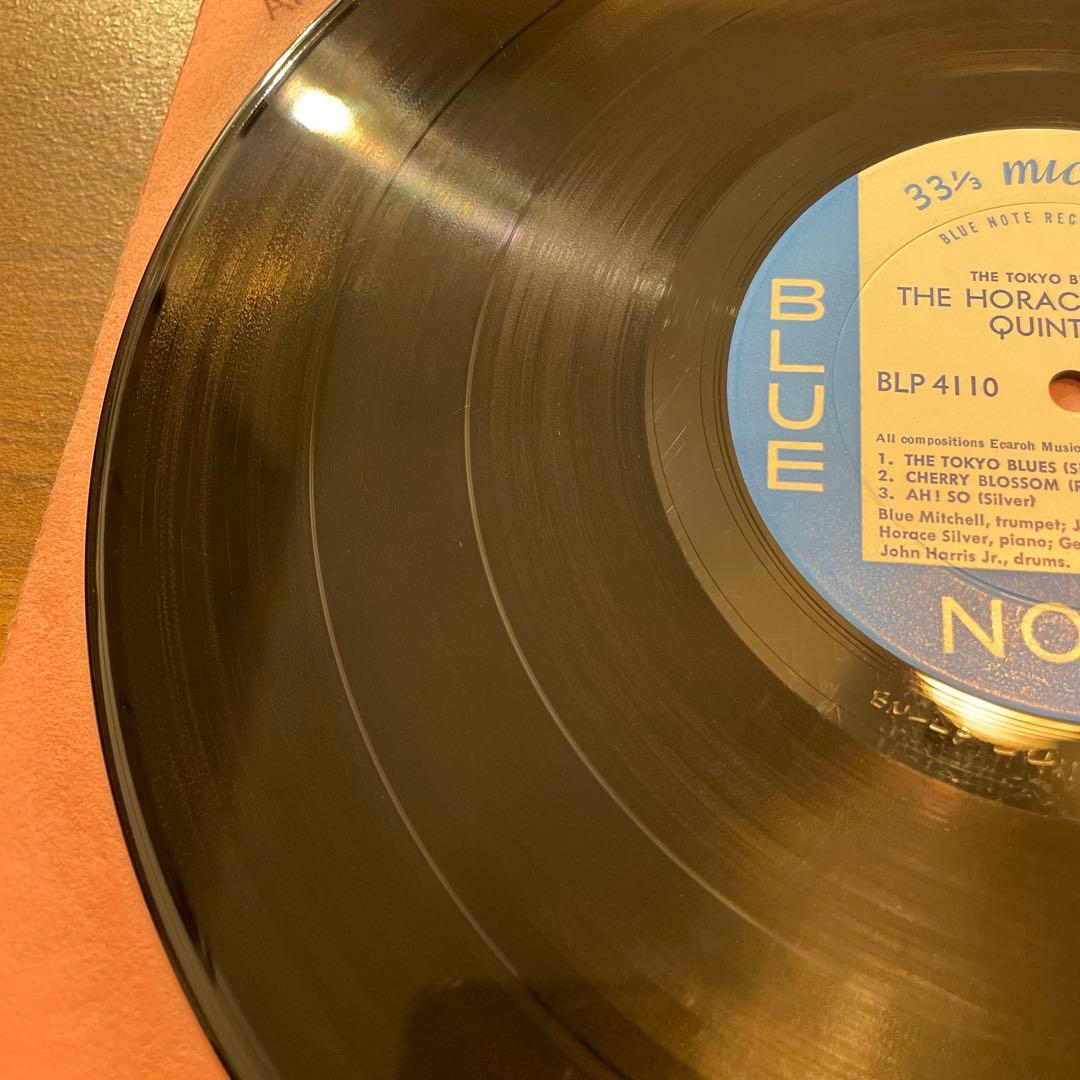 33⅓
BLUE NOTE REC
THE TOKYO B
THE HORAC
QUINT
BLP 4110
All compositions Ecaroh Music
1. THE TOKYO BLUES (Si
2. CHERRY BLOSSOM (
3. AH! SO (Silver)
Blue Mitchell, trumpet; J
Horace Silver, piano; Ge
John Harris Jr., drums.
BLUE
NO